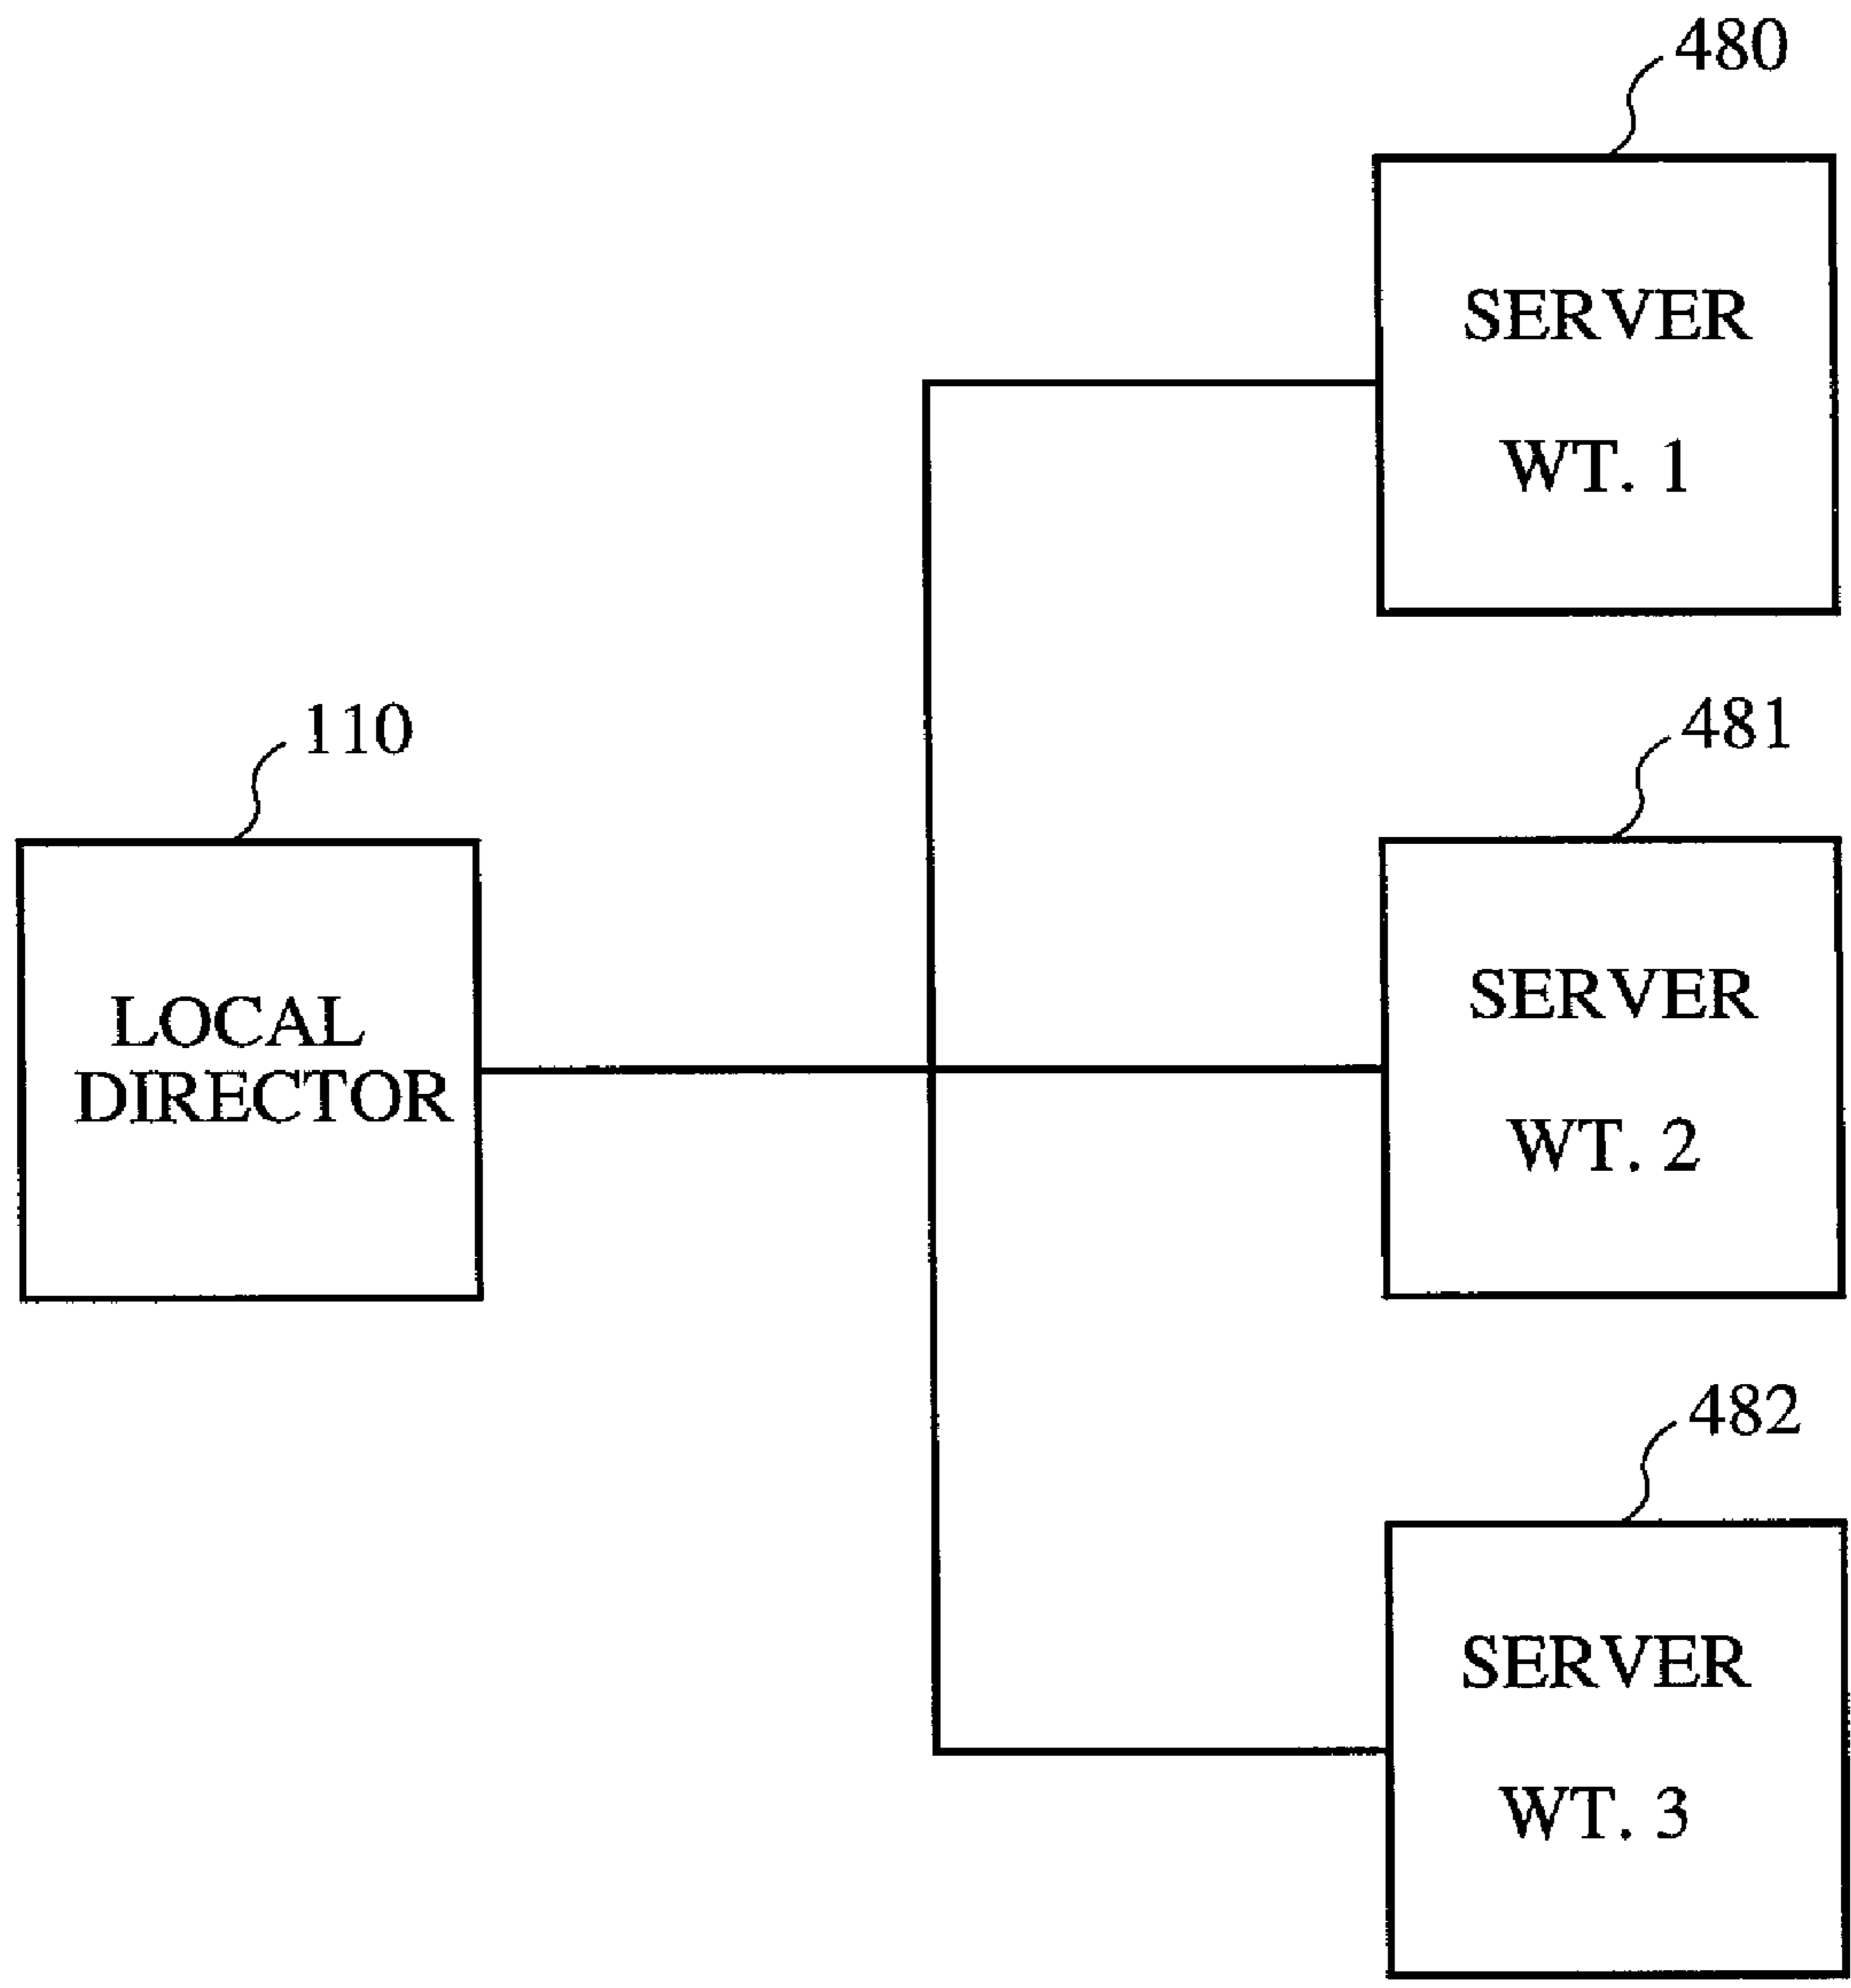 480
SERVER
WT. 1
110
LOCAL
DIRECTOR
481
SERVER
WT. 2
482
SERVER
WT. 3